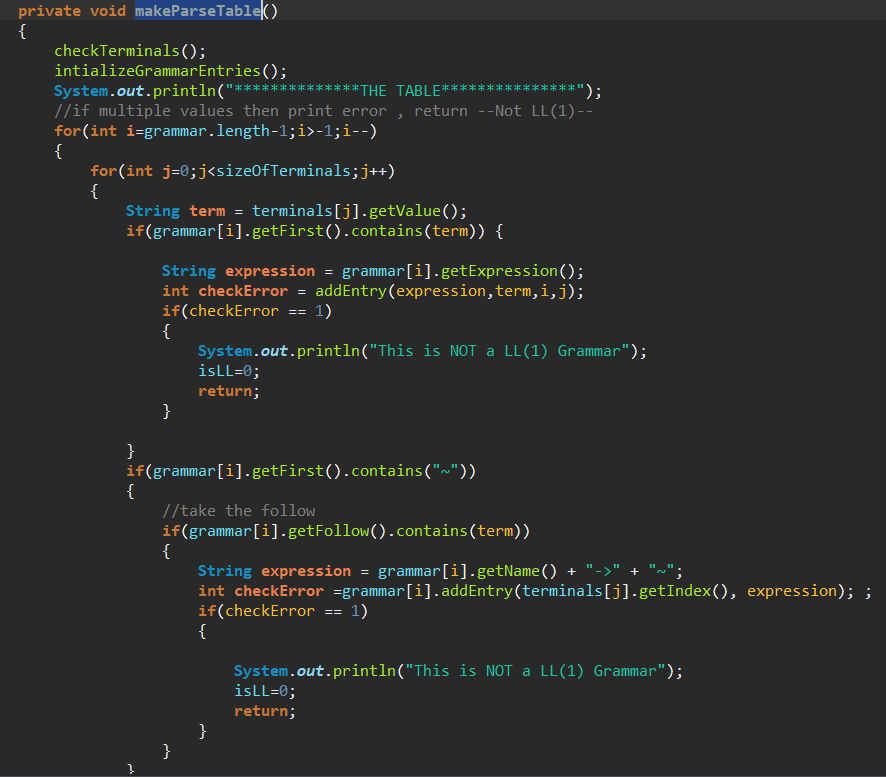 private void makeParseTable()
{
    checkTerminals();
    intializeGrammarEntries();
    System.out.println("**************THE TABLE***************");
    //if multiple values then print error , return --Not LL(1)--
    for(int i=grammar.length-1;i>-1;i--)
    {
        for(int j=0;j<sizeOfTerminals;j++)
        {
            String term = terminals[j].getValue();
            if(grammar[i].getFirst().contains(term)) {
                String expression = grammar[i].getExpression();
                int checkError = addEntry(expression,term,i,j);
                if(checkError == 1)
                {
                    System.out.println("This is NOT a LL(1) Grammar");
                    isLL=0;
                    return;
                }
            }
            if(grammar[i].getFirst().contains("~"))
            {
                //take the follow
                if(grammar[i].getFollow().contains(term))
                {
                    String expression = grammar[i].getName() + "->" + "~";
                    int checkError =grammar[i].addEntry(terminals[j].getIndex(), expression); ;
                    if(checkError == 1)
                    {
                        System.out.println("This is NOT a LL(1) Grammar");
                        isLL=0;
                        return;
                    }
                }
            }